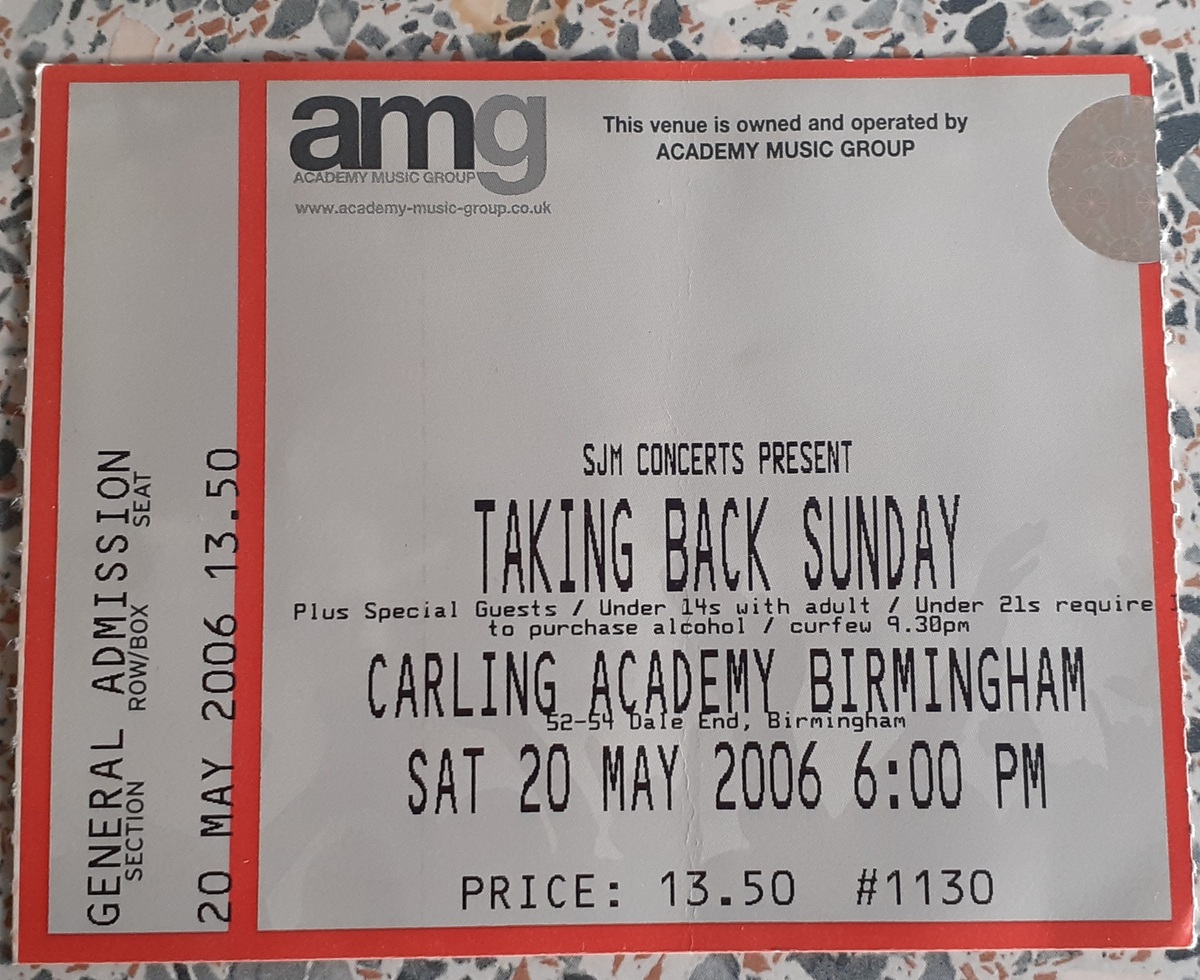 amg
ACADEMY MUSIC GROUP
www.academy-music-group.co.uk
This venue is owned and operated by
ACADEMY MUSIC GROUP
SJM CONCERTS PRESENT
TAKING BACK SUNDAY
Plus Special Guests / Under 14s with adult / Under 21s require
to purchase alcohol / curfew 9.30pm
CARLING ACADEMY BIRMINGHAM
52-54 Dale End, Birmingham
SAT 20 MAY 2006 6:00 PM
PRICE: 13.50 #1130
GENERAL ADMISSION
SECTION ROW/BOX SEAT
20 MAY 2006 13.50